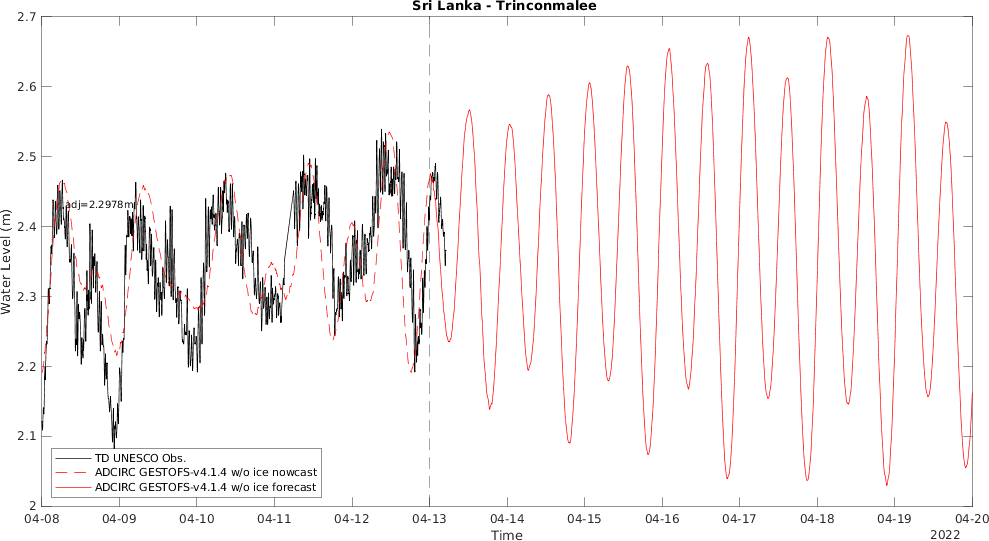 Sri Lanka - Trinconmalee
2.7
2.6
2.5
2.4
2.3
2.2
2.1
2
Water Level (m)
adj=2.2978m
TD UNESCO Obs.
ADCIRC GESTOFS-v4.1.4 w/o ice nowcast
ADCIRC GESTOFS-v4.1.4 w/o ice forecast
04-08 04-09 04-10 04-11 04-12 04-13 04-14 04-15 04-16 04-17 04-18 04-19 04-20
Time
2022